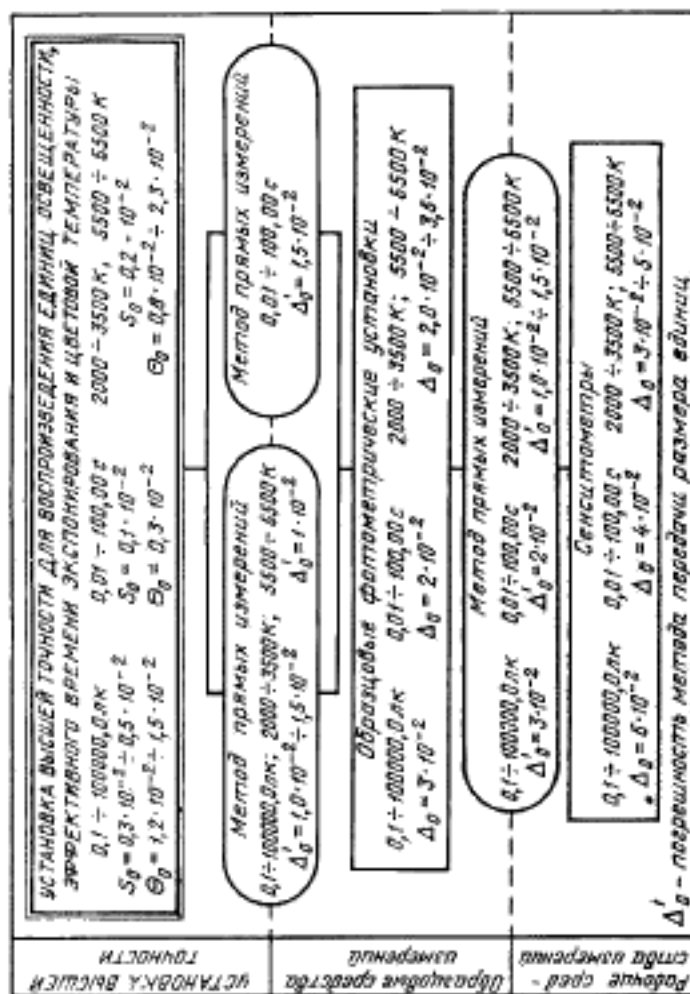 УСТАНОВКА ВЫСШЕЙ ТОЧНОСТИ
УСТАНОВКА ВЫСШЕЙ ТОЧНОСТИ ДЛЯ ВОСПРОИЗВЕДЕНИЯ ЕДИНИЦ ОСВЕЩЕННОСТИ,
ЭФФЕКТИВНОГО ВРЕМЕНИ ЭКСПОНИРОВАНИЯ И ЦВЕТОВОЙ ТЕМПЕРАТУРЫ
0,1 ÷ 100000,0 лк 0,01 ÷ 100,00 с 2000 ÷ 3500 К, 5500 ÷ 6500 К
S₀ = 0,3·10⁻² ÷ 0,5·10⁻² S₀ = 0,1·10⁻² S₀ = 0,2·10⁻²
Θ₀ = 1,2·10⁻² ÷ 1,5·10⁻² Θ₀ = 0,3·10⁻² Θ₀ = 0,8·10⁻² ÷ 2,3·10⁻²
Метод прямых измерений
0,1÷100000,0 лк; 2000 ÷ 3500 К; 5500 ÷ 6500 К
Δ′₀ = 1,0·10⁻² ÷ 1,5·10⁻² Δ′₀ = 1·10⁻²
Метод прямых измерений
0,01 ÷ 100,00 с
Δ′₀ = 1,5·10⁻²
Образцовые средства измерений
Образцовые фотометрические установки
0,1 ÷ 100000,0 лк 0,01 ÷ 100,00 с 2000 ÷ 3500 К; 5500 ÷ 6500 К
Δ₀ = 3·10⁻² Δ₀ = 2·10⁻² Δ₀ = 2,0·10⁻² ÷ 3,5·10⁻²
Метод прямых измерений
0,1 ÷ 100000,0 лк 0,01 ÷ 100,00 с 2000 ÷ 3500 К; 5500 ÷ 6500 К
Δ′₀ = 3·10⁻² Δ′₀ = 2·10⁻² Δ′₀ = 1,0·10⁻² ÷ 1,5·10⁻²
Рабочие сред-
ства измерений
Сенситометры
0,1 ÷ 100000,0 лк 0,01 ÷ 100,00 с 2000 ÷ 3500 К; 5500 ÷ 6500 К
Δ₀ = 4·10⁻² Δ₀ = 3·10⁻² ÷ 5·10⁻²
Δ′₀ – погрешность метода передачи размера единиц.